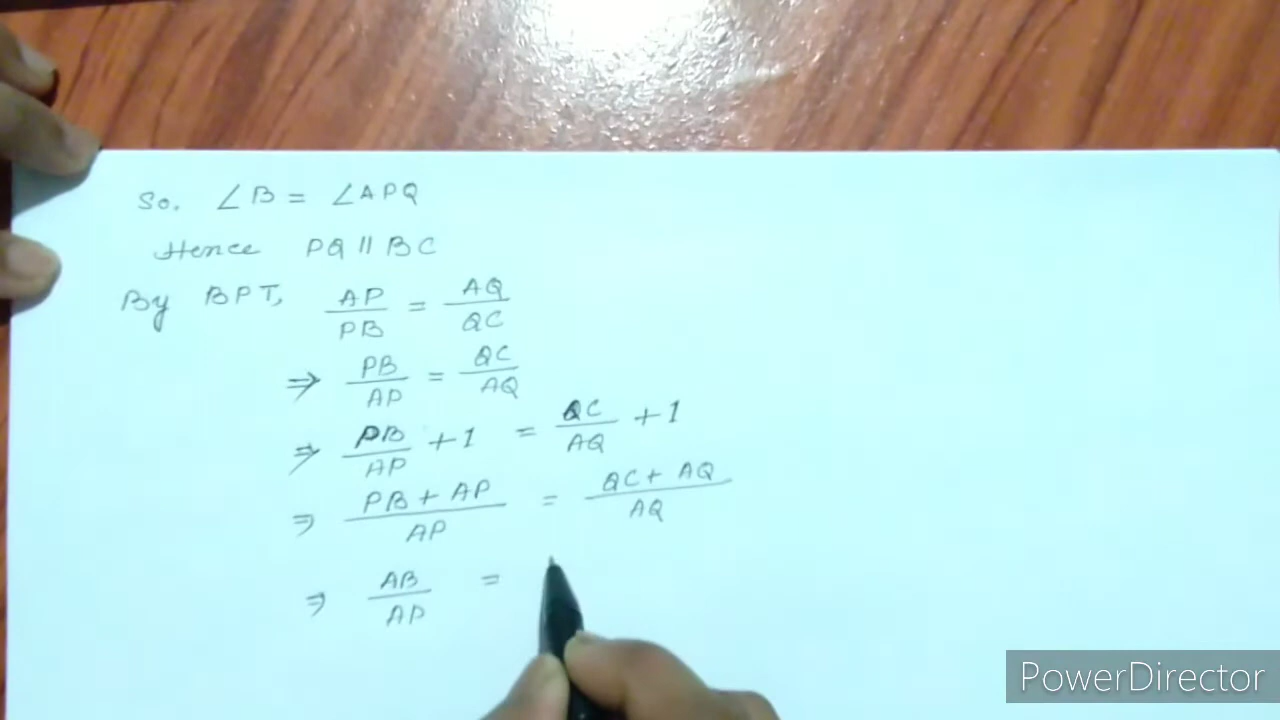 So, ∠B = ∠APQ
Hence PQ || BC
By BPT, AP/PB = AQ/QC
⇒ PB/AP = QC/AQ
⇒ PB/AP + 1 = QC/AQ + 1
⇒ PB + AP/AP = QC + AQ/AQ
⇒ AB/AP =
PowerDirector